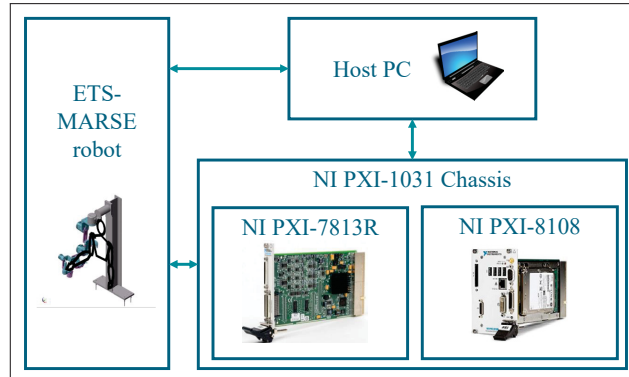 ETS-
MARSE
robot
Host PC
NI PXI-1031 Chassis
NI PXI-7813R
NI PXI-8108